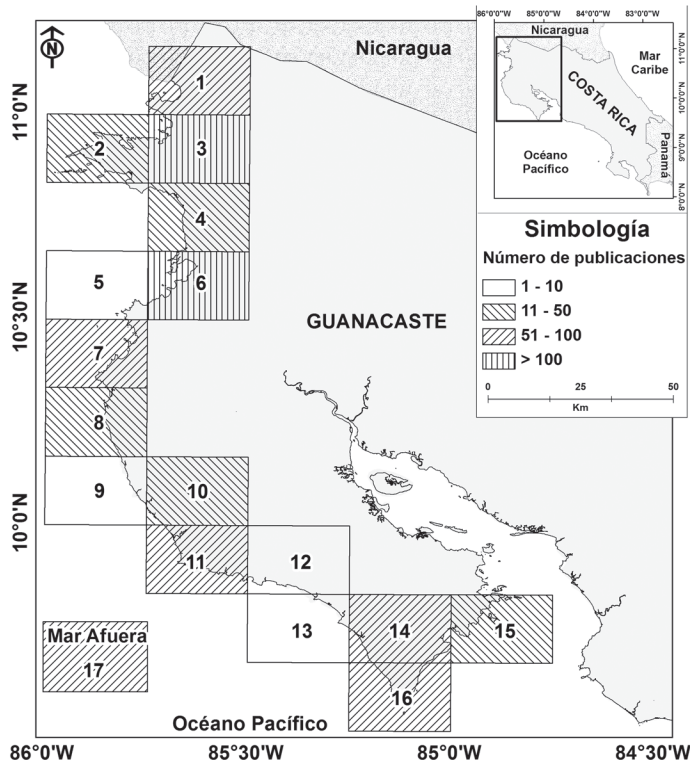 N
Nicaragua
1
2
3
4
5
6
7
8
9
10
11
12
13
14
15
16
Mar Afuera
17
GUANACASTE
Océano Pacífico
11°0'N
10°30'N
10°0'N
86°0'W
85°30'W
85°0'W
84°30'W
86°0'0"W
85°0'0"W
84°0'0"W
83°0'0"W
Nicaragua
Mar
Caribe
COSTA RICA
Panamá
Océano
Pacífico
11°0'0"N
10°0'0"N
9°0'0"N
8°0'0"N
Simbología
Número de publicaciones
1 - 10
11 - 50
51 - 100
> 100
0
25
50
Km